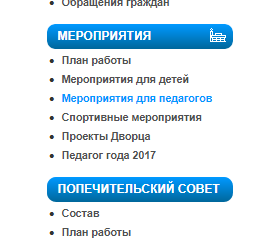 Обращения граждан
МЕРОПРИЯТИЯ
План работы
Мероприятия для детей
Мероприятия для педагогов
Спортивные мероприятия
Проекты Дворца
Педагог года 2017
ПОПЕЧИТЕЛЬСКИЙ СОВЕТ
Состав
План работы